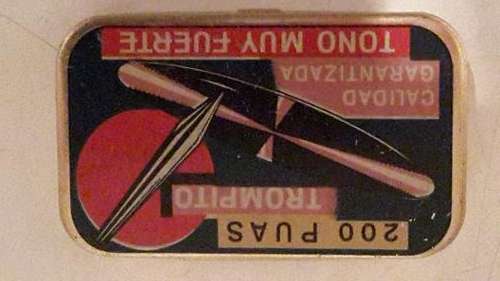 200 PUAS
TROMPITO
CALIDAD
GARANTIZADA
TONO MUY FUERTE